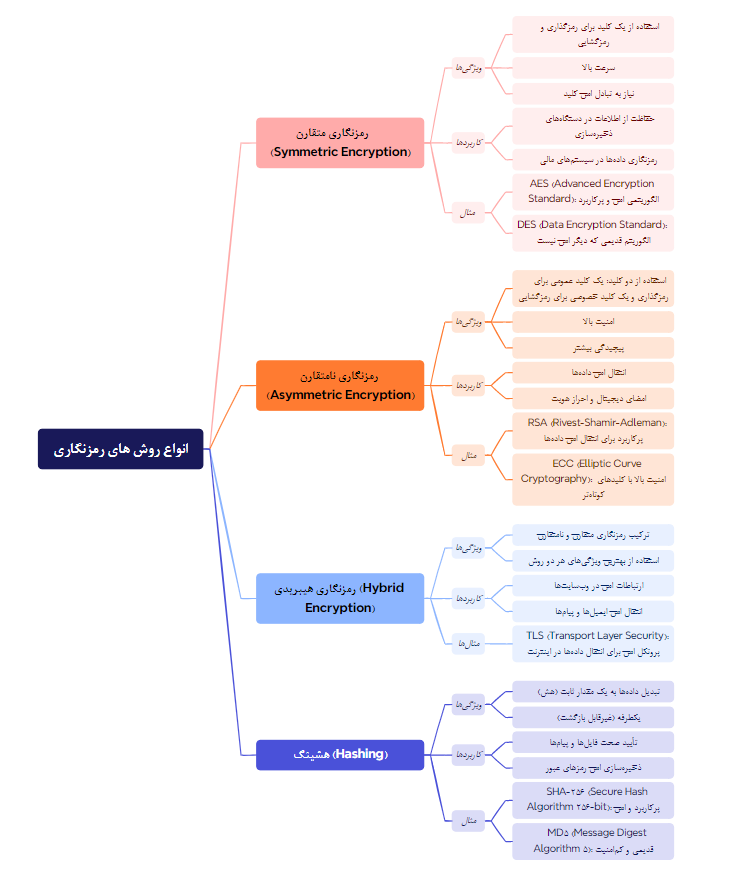 انواع روش های رمزنگاری
رمزنگاری متقارن
(Symmetric Encryption)
ویژگی‌ها
استفاده از یک کلید برای رمزگذاری و
رمزگشایی
سرعت بالا
نیاز به تبادل امن کلید
کاربردها
حفاظت از اطلاعات در دستگاه‌های
ذخیره‌سازی
رمزنگاری داده‌ها در سیستم‌های مالی
مثال
AES (Advanced Encryption
Standard): الگوریتمی امن و پرکاربرد
DES (Data Encryption Standard):
الگوریتم قدیمی که دیگر امن نیست
رمزنگاری نامتقارن
(Asymmetric Encryption)
ویژگی‌ها
استفاده از دو کلید: یک کلید عمومی برای
رمزگذاری و یک کلید خصوصی برای رمزگشایی
امنیت بالا
پیچیدگی بیشتر
کاربردها
انتقال امن داده‌ها
امضای دیجیتال و احراز هویت
مثال
RSA (Rivest-Shamir-Adleman):
پرکاربرد برای انتقال امن داده‌ها
ECC (Elliptic Curve
Cryptography): امنیت بالا با کلیدهای
کوتاه‌تر
رمزنگاری هیبریدی (Hybrid
Encryption)
ویژگی‌ها
ترکیب رمزنگاری متقارن و نامتقارن
استفاده از بهترین ویژگی‌های هر دو روش
کاربردها
ارتباطات امن در وب‌سایت‌ها
انتقال امن ایمیل‌ها و پیام‌ها
مثال‌ها
TLS (Transport Layer Security):
پروتکل امن برای انتقال داده‌ها در اینترنت
هشینگ (Hashing)
ویژگی‌ها
تبدیل داده‌ها به یک مقدار ثابت (هش)
یکطرفه (غیرقابل بازگشت)
کاربردها
تأیید صحت فایل‌ها و پیام‌ها
ذخیره‌سازی امن رمزهای عبور
مثال
SHA-۲۵۶ (Secure Hash
Algorithm ۲۵۶-bit): پرکاربرد و امن
MD۵ (Message Digest
Algorithm ۵): قدیمی و کم‌امنیت